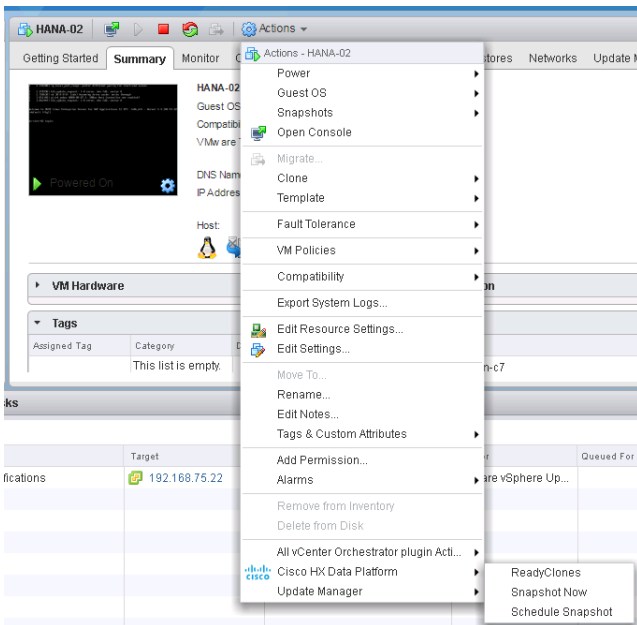 HANA-02
Actions
Getting Started Summary Monitor
tores Networks Update
Actions - HANA-02
Power
Guest OS
Snapshots
Open Console
Migrate...
Clone
Template
Fault Tolerance
VM Policies
Compatibility
Export System Logs...
Edit Resource Settings...
Edit Settings...
Move To...
Rename...
Edit Notes...
Tags & Custom Attributes
Add Permission...
Alarms
Remove from Inventory
Delete from Disk
All vCenter Orchestrator plugin Acti...
cisco Cisco HX Data Platform
Update Manager
ReadyClones
Snapshot Now
Schedule Snapshot
Powered On
HANA-02
Guest OS
Compatibi
VMware
DNS Nam
IP Addres
Host:
VM Hardware
on
Tags
Assigned Tag Category
This list is empty.
n-c7
ks
Target
or Queued For
fications 192.168.75.22
are vSphere Up...